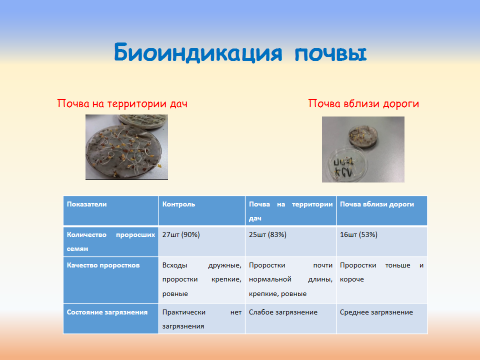 Биоиндикация почвы
Почва на территории дач
Почва вблизи дороги
Показатели
Контроль
Почва на территории
дач
Почва вблизи дороги
Количество проросших
семян
27шт (90%)
25шт (83%)
16шт (53%)
Качество проростков
Всходы дружные,
проростки крепкие,
ровные
Проростки почти
нормальной длины,
крепкие, ровные
Проростки тоньше и
короче
Состояние загрязнения
Практически нет
загрязнения
Слабое загрязнение
Среднее загрязнение